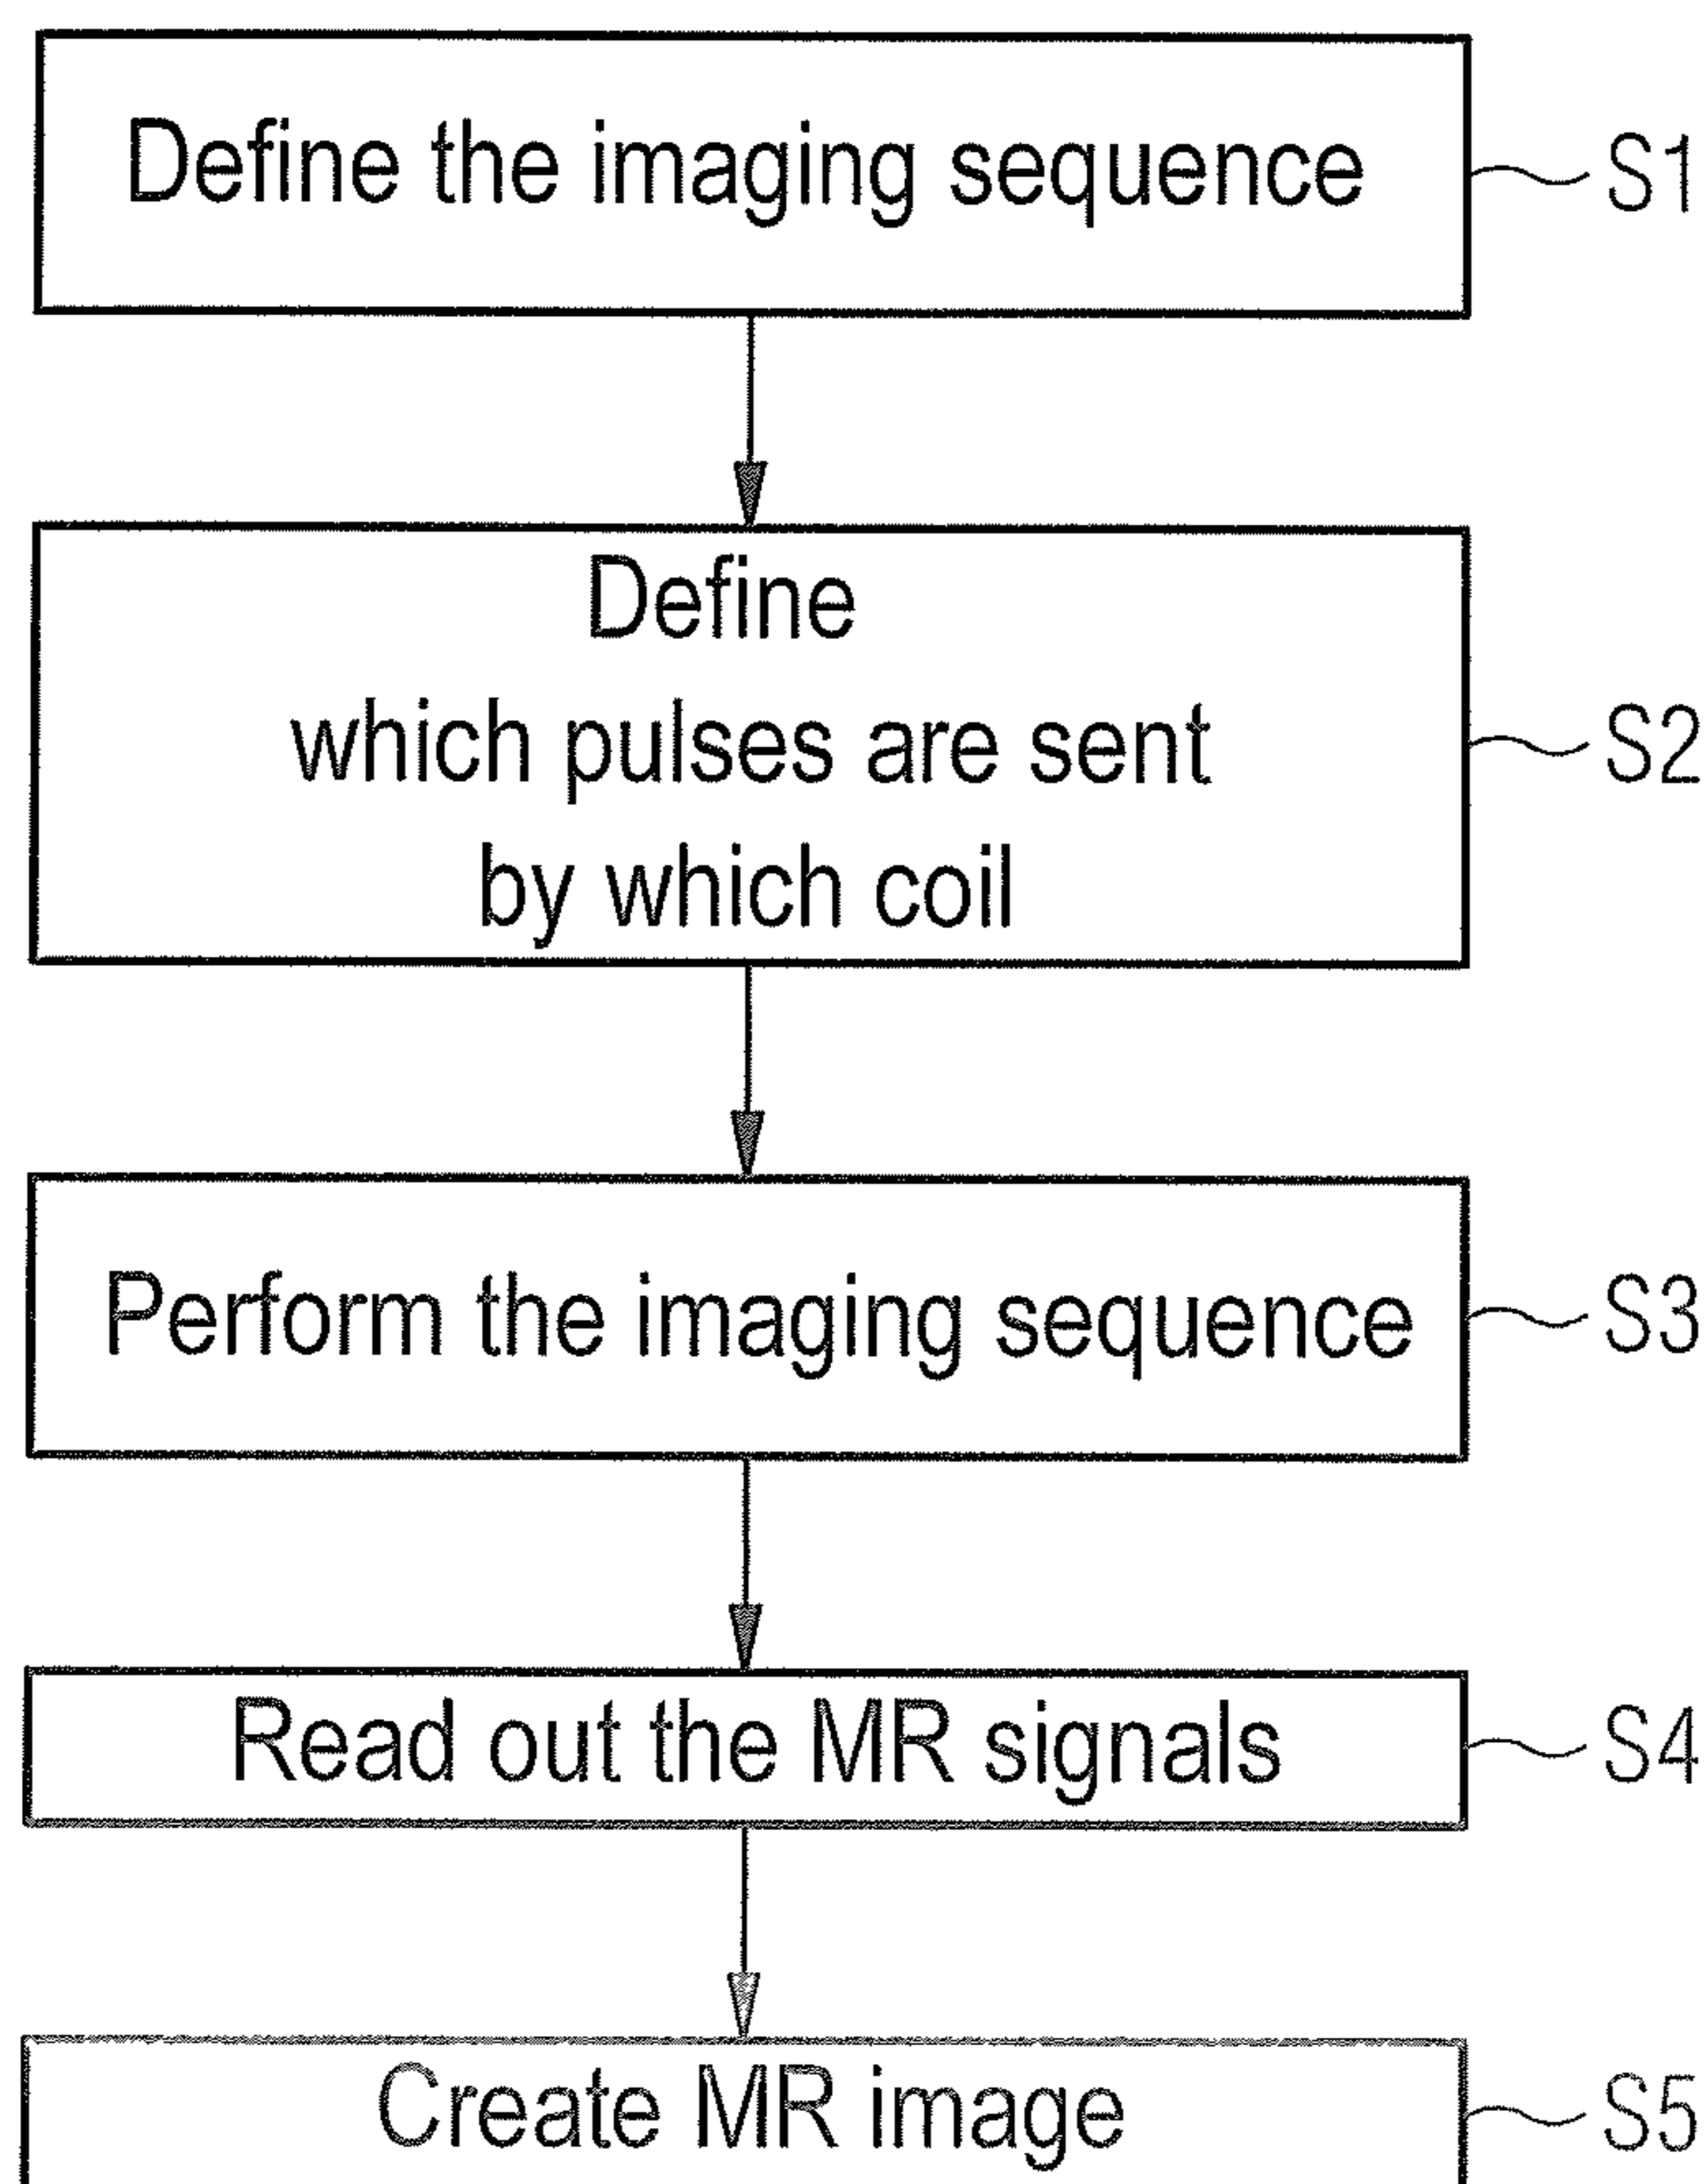 Define the imaging sequence S1
Define
which pulses are sent S2
by which coil
Perform the imaging sequence S3
Read out the MR signals S4
Create MR image S5